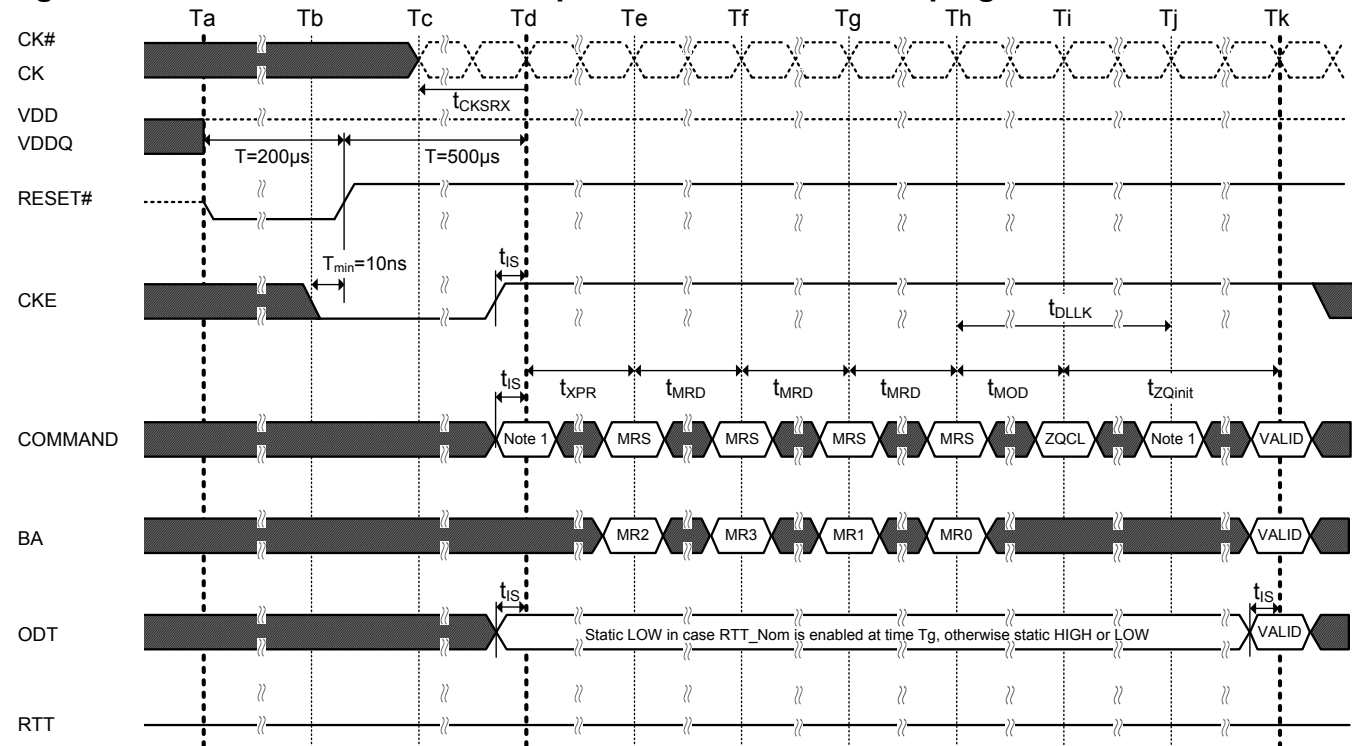 Ta Tb Tc Td Te Tf Tg Th Ti Tj Tk
CK#
CK
tCKSRX
VDD
VDDQ
T=200µs T=500µs
RESET#
Tmin=10ns tIS
CKE
tDLLK
tIS tXPR tMRD tMRD tMRD tMOD tZQinit
COMMAND Note 1 MRS MRS MRS MRS ZQCL Note 1 VALID
BA MR2 MR3 MR1 MR0 VALID
tIS tIS
ODT Static LOW in case RTT_Nom is enabled at time Tg, otherwise static HIGH or LOW VALID
RTT